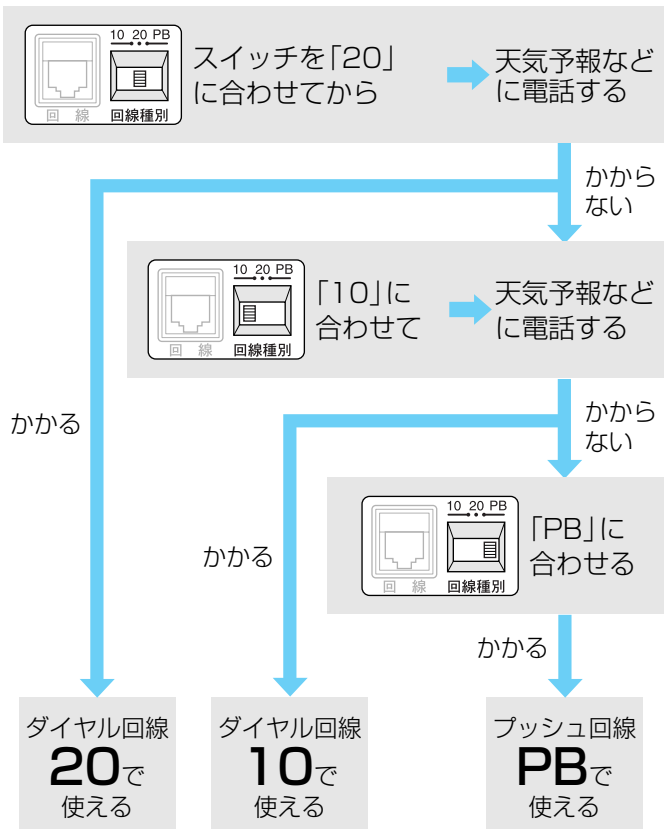 10 20 PB
回 線
回線種別
スイッチを「20」
に合わせてから
天気予報など
に電話する
かから
ない
10 20 PB
回 線
回線種別
「10」に
合わせて
天気予報など
に電話する
かかる
かから
ない
10 20 PB
回 線
回線種別
「PB」に
合わせる
かかる
かかる
ダイヤル回線
20で
使える
ダイヤル回線
10で
使える
プッシュ回線
PBで
使える